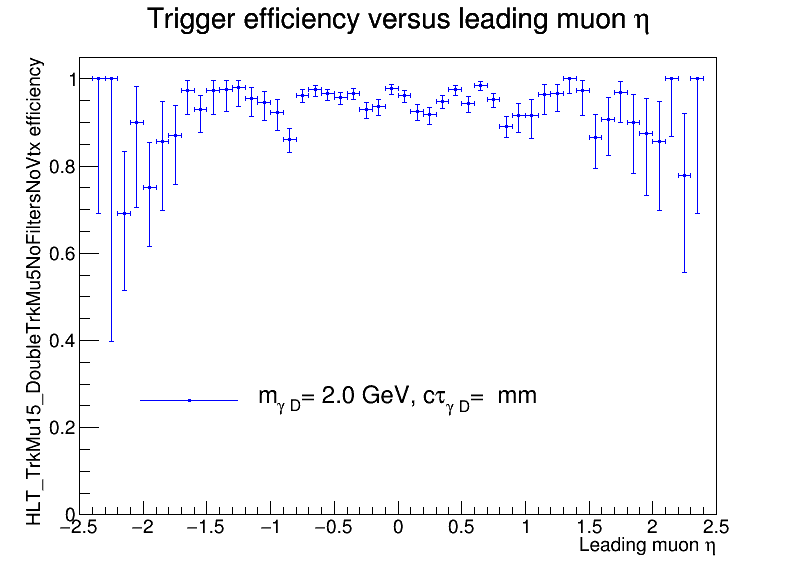 Trigger efficiency versus leading muon η
HLT_TrkMu15_DoubleTrkMu5NoFiltersNoVtx efficiency
1
0.8
0.6
0.4
0.2
0
m_γ D= 2.0 GeV, cτ_γ D=  mm
−2.5 −2 −1.5 −1 −0.5 0 0.5 1 1.5 2 2.5
Leading muon η